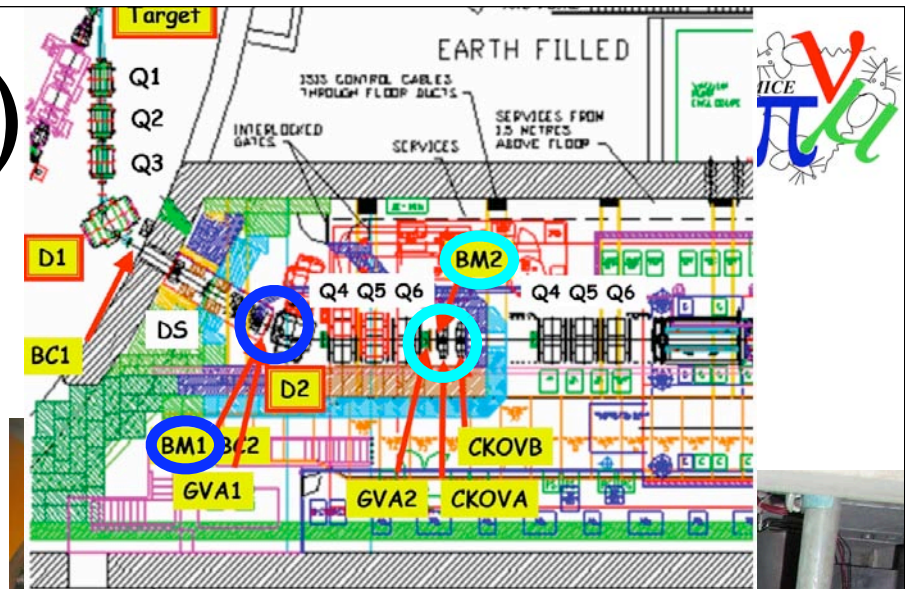 )
Target
EARTH FILLED
ISIS CONTROL CABLES
THROUGH FLOOR DUCTS
INTERLOCKED
GATES
SERVICES
SERVICES FROM
1.5 METRES
ABOVE FLOOR
MICE
π
ν
μ
Q1
Q2
Q3
D1
BM2
Q4 Q5 Q6
Q4 Q5 Q6
DS
BC1
D2
BM1
BC2
CKOVB
GVA1
GVA2
CKOVA